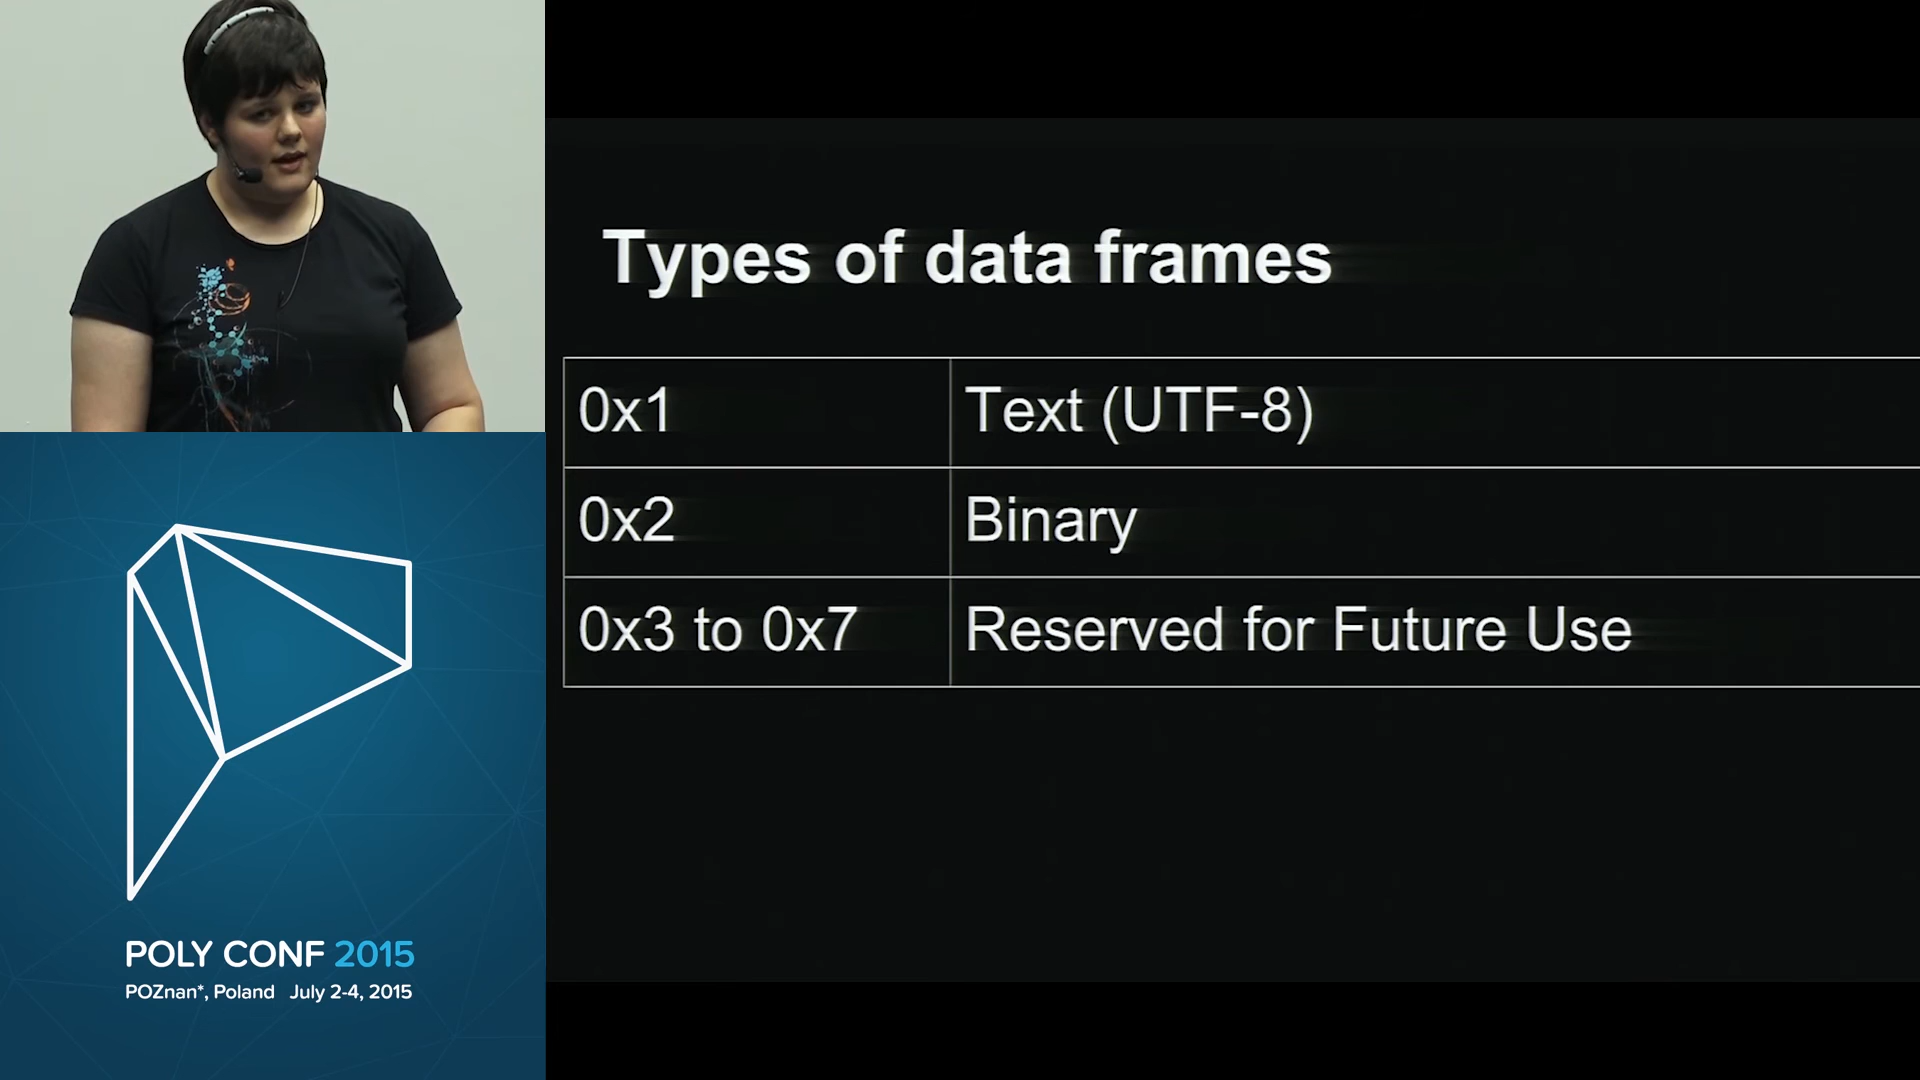 Types of data frames
0x1 Text (UTF-8)
0x2 Binary
0x3 to 0x7 Reserved for Future Use
POLY CONF 2015
POZnan*, Poland July 2-4, 2015